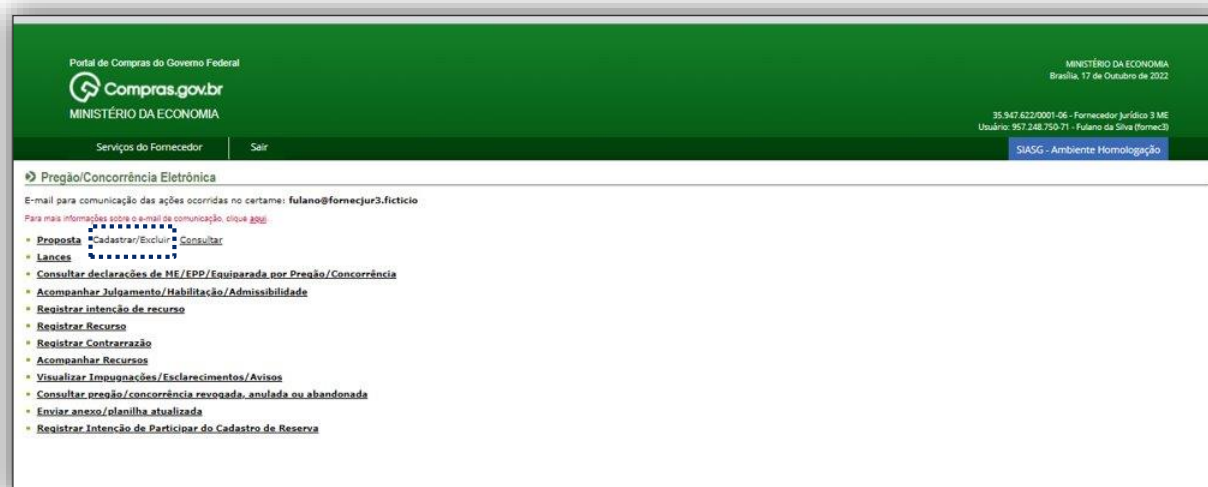 Portal de Compras do Governo Federal
Compras.gov.br
MINISTÉRIO DA ECONOMIA
MINISTÉRIO DA ECONOMIA
Brasília, 17 de Outubro de 2022
35.947.622/0001-06 - Fornecedor Jurídico 3 ME
Usuário: 957.248.750-71 - Fulano da Silva (fornec3)
Serviços do Fornecedor Sair
SIASG - Ambiente Homologação
Pregão/Concorrência Eletrônica
E-mail para comunicação das ações ocorridas no certame: fulano@fornecjur3.ficticio
Para mais informações sobre o e-mail de comunicação, clique aqui.
Proposta Cadastrar/Excluir Consultar
Lances
Consultar declarações de ME/EPP/Equiparada por Pregão/Concorrência
Acompanhar Julgamento/Habilitação/Admissibilidade
Registrar intenção de recurso
Registrar Recurso
Registrar Contrarrazão
Acompanhar Recursos
Visualizar Impugnações/Esclarecimentos/Avisos
Consultar pregão/concorrência revogada, anulada ou abandonada
Enviar anexo/planilha atualizada
Registrar Intenção de Participar do Cadastro de Reserva